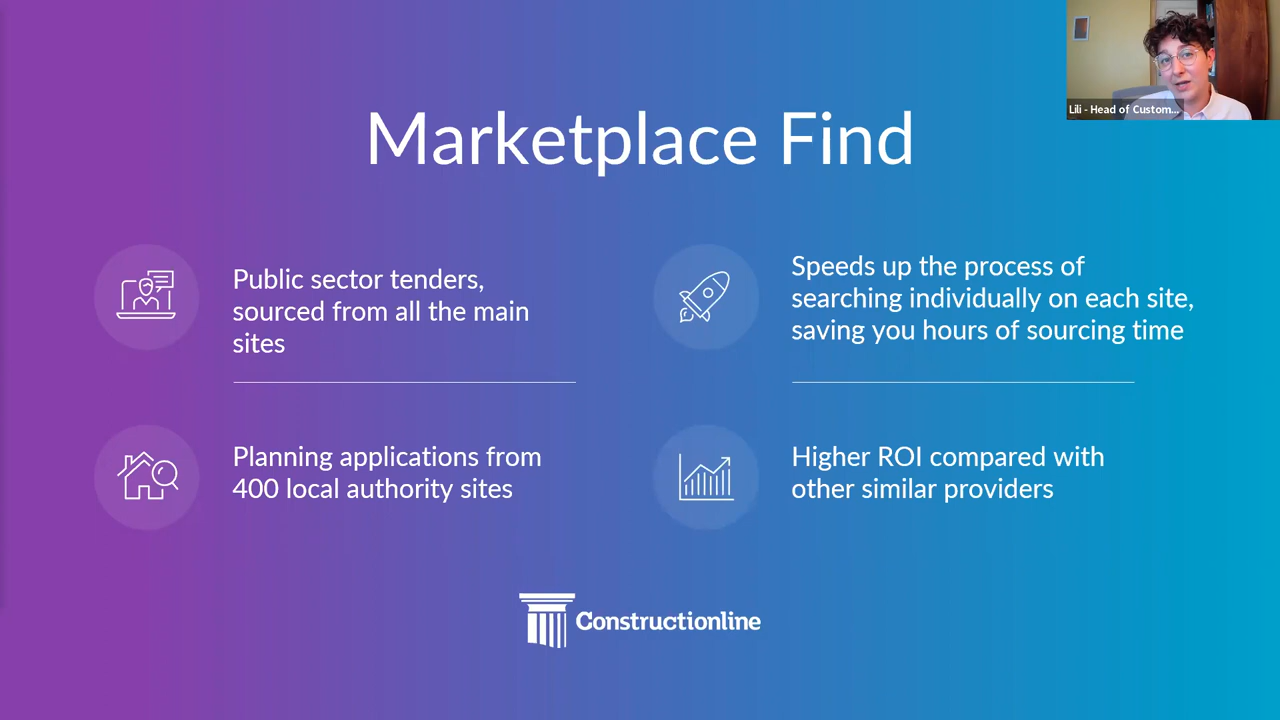 Marketplace Find
Lili - Head of Custom...
Public sector tenders,
sourced from all the main
sites
Speeds up the process of
searching individually on each site,
saving you hours of sourcing time
Planning applications from
400 local authority sites
Higher ROI compared with
other similar providers
Constructionline